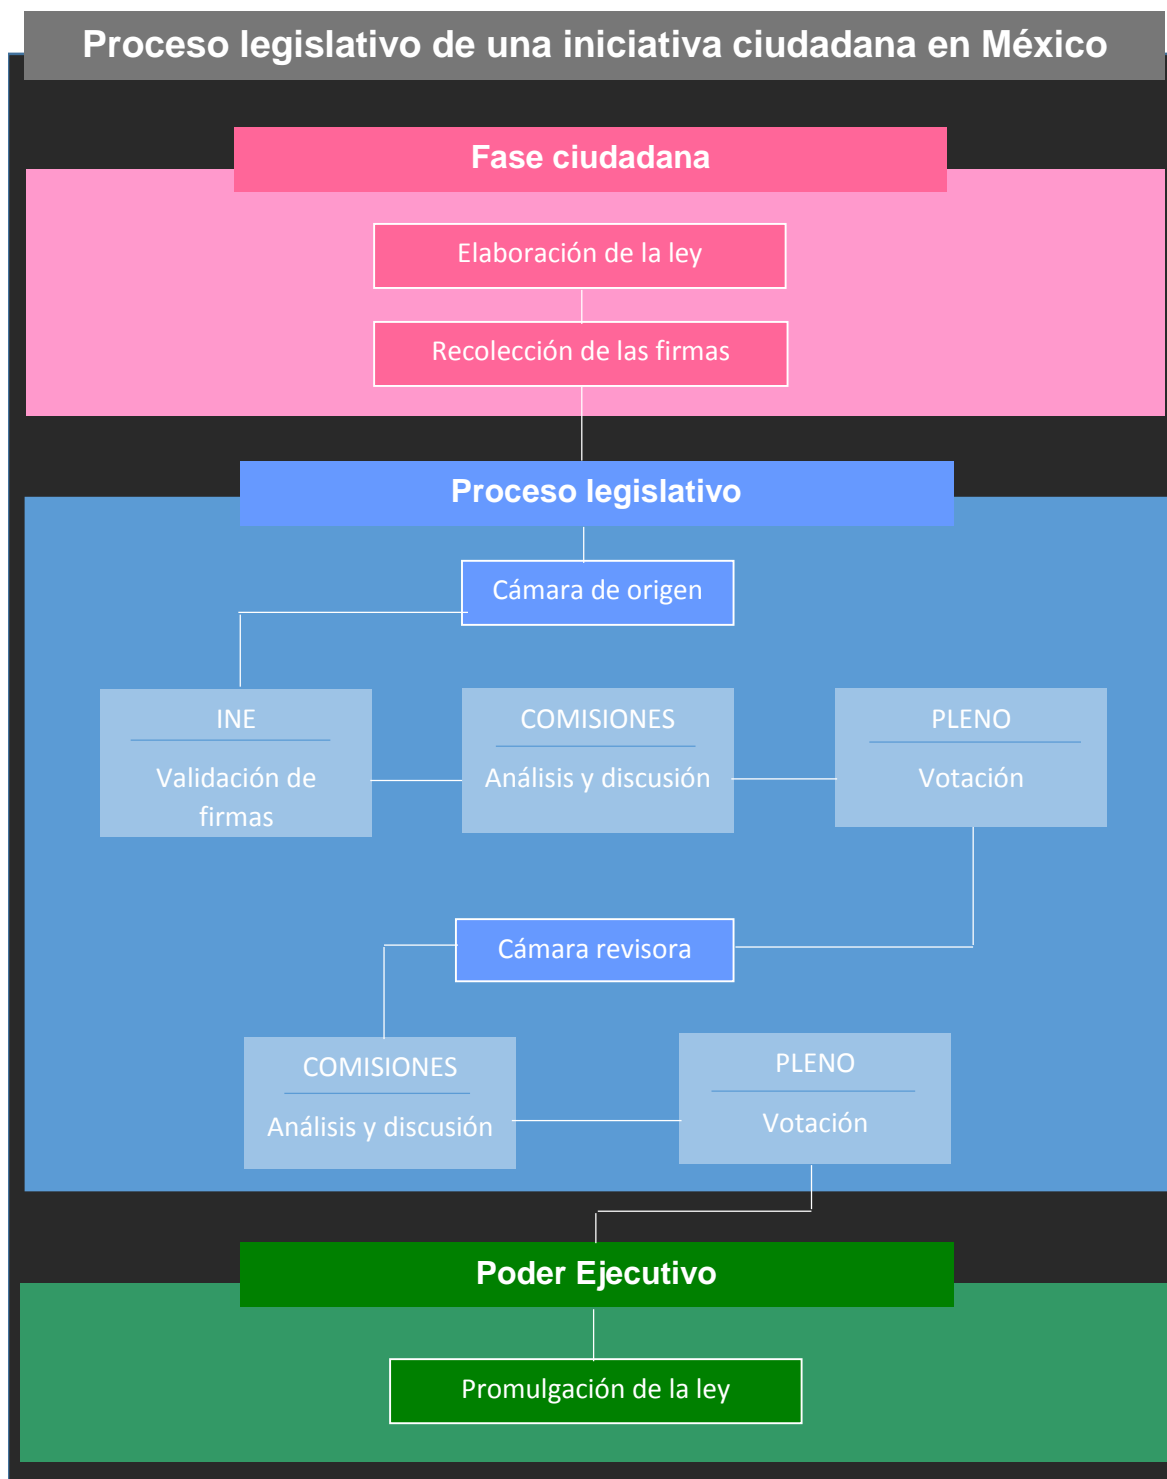 Proceso legislativo de una iniciativa ciudadana en México
Fase ciudadana
Elaboración de la ley
Recolección de las firmas
Proceso legislativo
Cámara de origen
INE
Validación de
firmas
COMISIONES
Análisis y discusión
PLENO
Votación
Cámara revisora
COMISIONES
Análisis y discusión
PLENO
Votación
Poder Ejecutivo
Promulgación de la ley